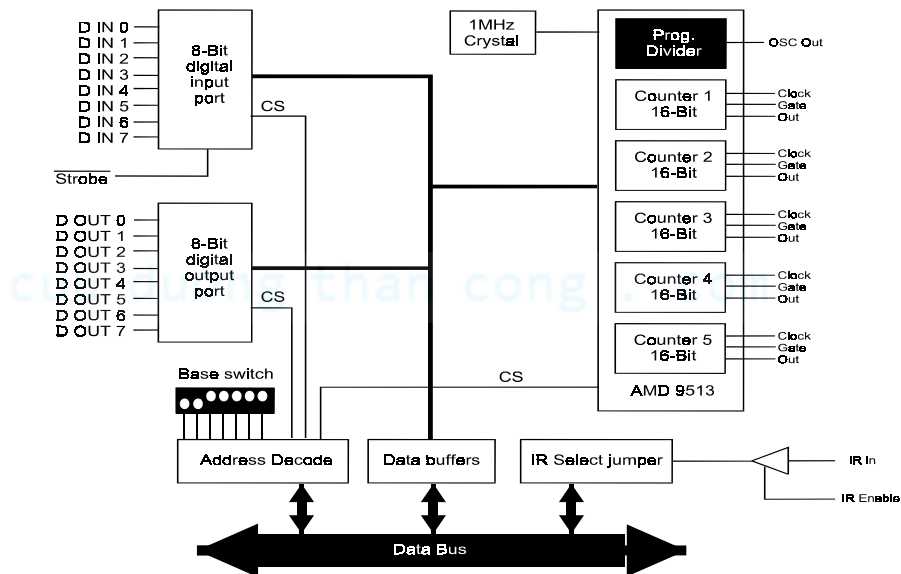 D IN 0
D IN 1
D IN 2
D IN 3
D IN 4
D IN 5
D IN 6
D IN 7
8-Bit
digital
input
port
CS
Strobe
D OUT 0
D OUT 1
D OUT 2
D OUT 3
D OUT 4
D OUT 5
D OUT 6
D OUT 7
8-Bit
digital
output
port
CS
1MHz
Crystal
Prog.
Divider
OSC Out
Counter 1
16-Bit
Clock
Gate
Out
Counter 2
16-Bit
Clock
Gate
Out
Counter 3
16-Bit
Clock
Gate
Out
Counter 4
16-Bit
Clock
Gate
Out
Counter 5
16-Bit
Clock
Gate
Out
AMD 9513
CS
Base switch
Address Decode
Data buffers
IR Select jumper
IR In
IR Enable
Data Bus
cuu duong than cong . com